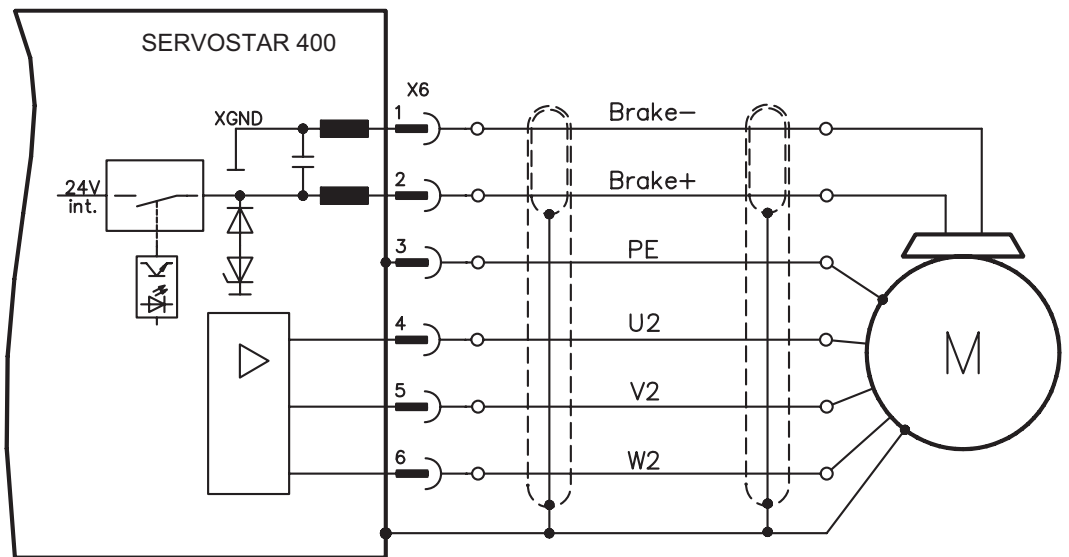 SERVOSTAR 400
X6
XGND
1
Brake−
24V
int.
2
Brake+
3
PE
4
U2
5
V2
6
W2
M